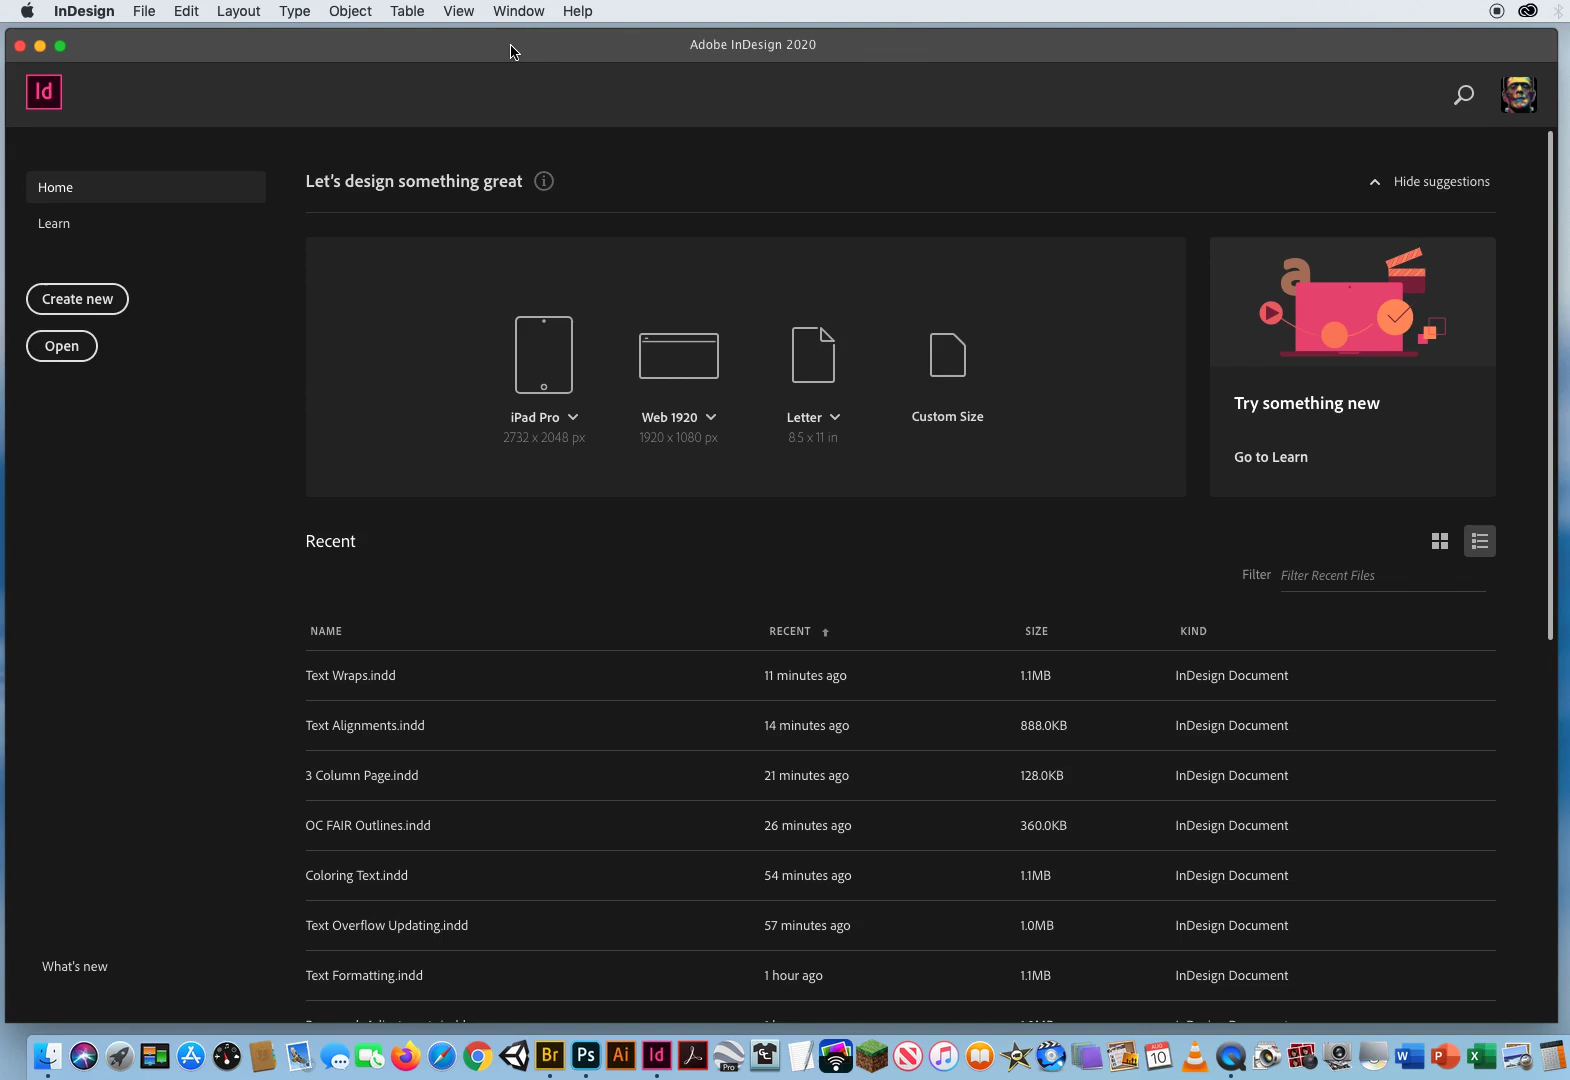 InDesign File Edit Layout Type Object Table View Window Help
Adobe InDesign 2020
Id
Home
Let's design something great
Hide suggestions
Learn
Create new
Open
iPad Pro
2732 x 2048 px
Web 1920
1920 x 1080 px
Letter
8.5 x 11 in
Custom Size
Try something new
Go to Learn
Recent
Filter Filter Recent Files
NAME RECENT SIZE KIND
Text Wraps.indd 11 minutes ago 1.1MB InDesign Document
Text Alignments.indd 14 minutes ago 888.0KB InDesign Document
3 Column Page.indd 21 minutes ago 128.0KB InDesign Document
OC FAIR Outlines.indd 26 minutes ago 360.0KB InDesign Document
Coloring Text.indd 54 minutes ago 1.1MB InDesign Document
Text Overflow Updating.indd 57 minutes ago 1.0MB InDesign Document
Text Formatting.indd 1 hour ago 1.1MB InDesign Document
What's new
Br Ps Ai Id Pro AUG 10 W P X